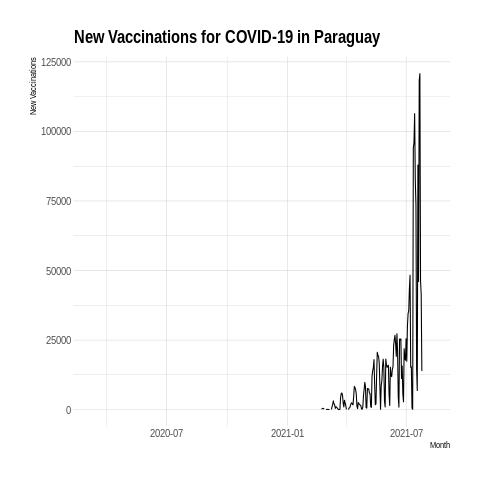 New Vaccinations for COVID-19 in Paraguay
New Vaccinations
125000
100000
75000
50000
25000
0
2020-07 2021-01 2021-07
Month